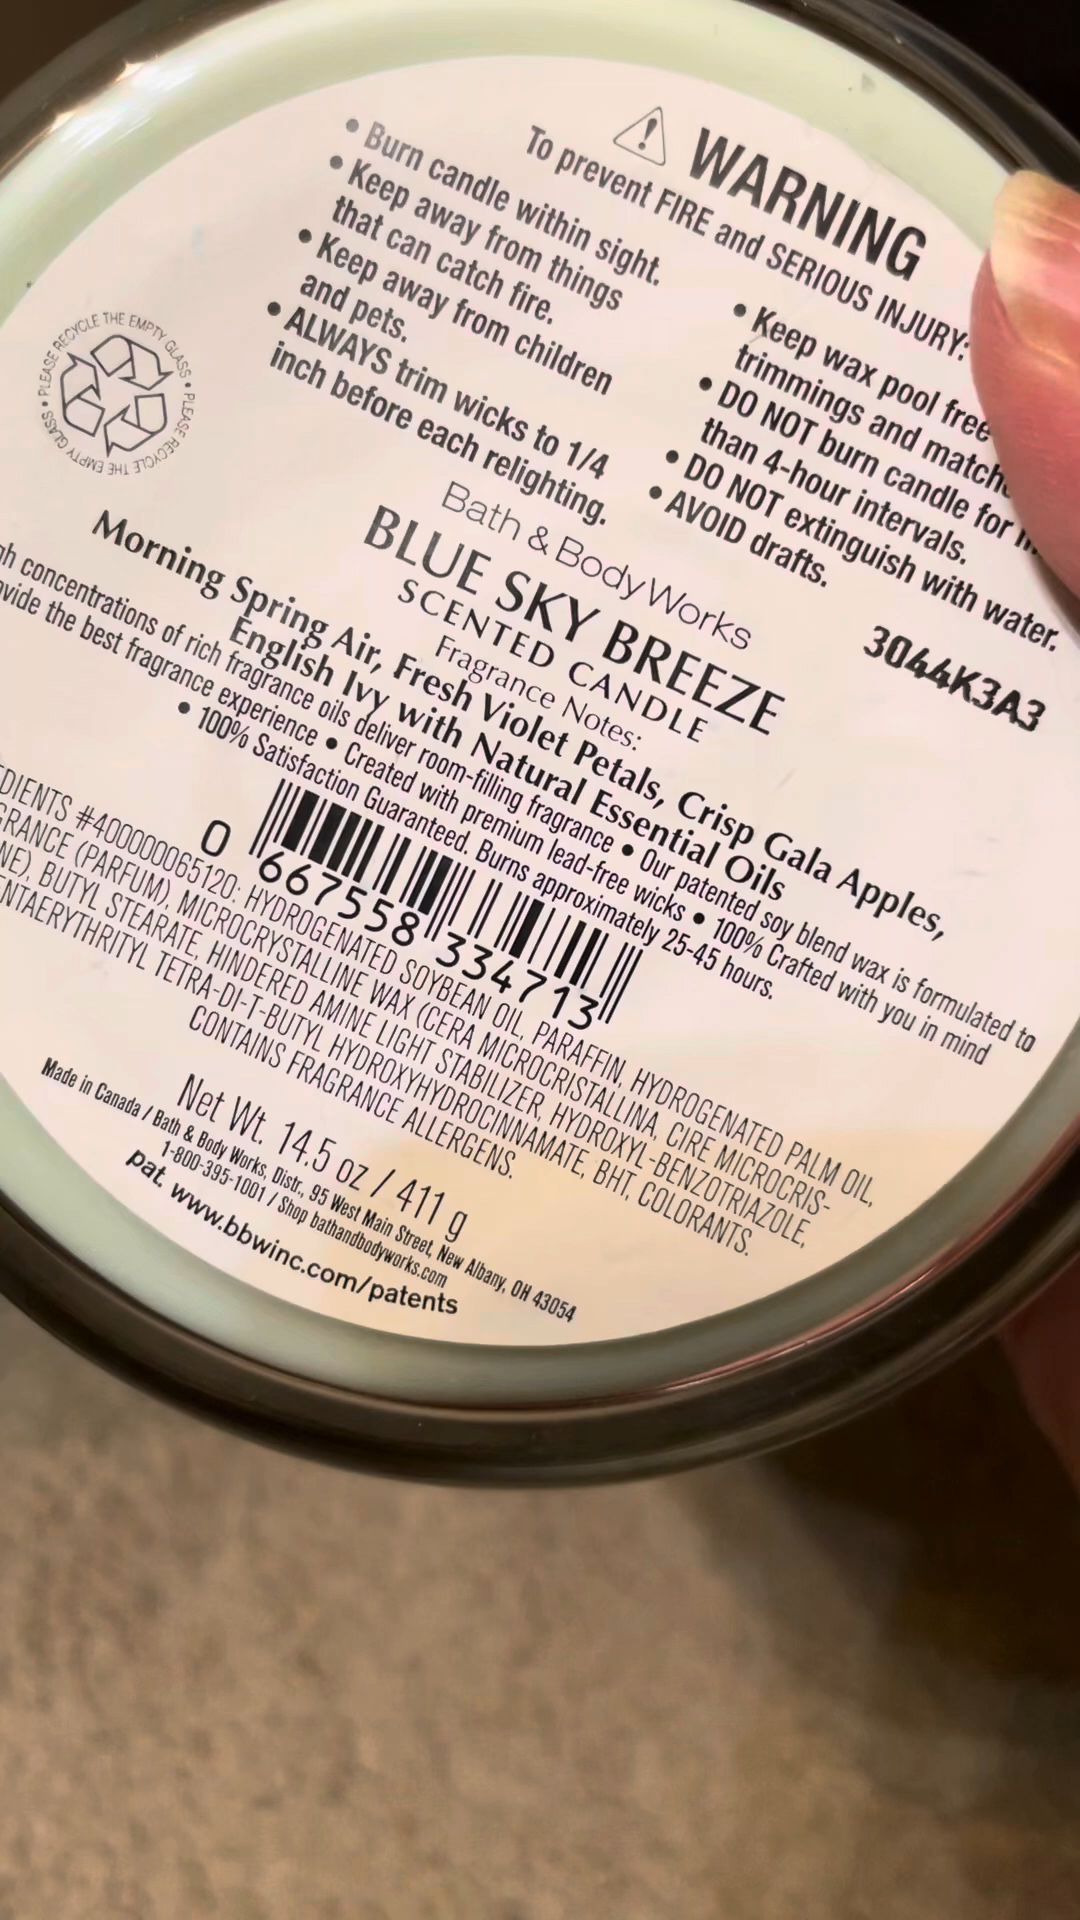 WARNING
To prevent FIRE and SERIOUS INJURY:
• Burn candle within sight.
• Keep away from things
that can catch fire.
• Keep away from children
and pets.
• ALWAYS trim wicks to 1/4
inch before each relighting.
• Keep wax pool free
trimmings and
• DO NOT burn candle for
than 4-hour intervals.
• DO NOT extinguish with water.
• AVOID drafts.
PLEASE RECYCLE THE EMPTY GLASS • PLEASE RECYCLE THE EMPTY GLASS •
3044K3A3
Bath & Body Works
BLUE SKY BREEZE
SCENTED CANDLE
Fragrance Notes:
Morning Spring Air, Fresh Violet Petals, Crisp Gala Apples,
English Ivy with Natural Essential Oils
concentrations of rich fragrance oils deliver room-filling fragrance • Our patented soy blend wax is formulated to
the best fragrance experience • Created with premium lead-free wicks • 100% Crafted with you in mind
• 100% Satisfaction Guaranteed. Burns approximately 25-45 hours.
0 667558 334713
#400000065120: HYDROGENATED SOYBEAN OIL, PARAFFIN, HYDROGENATED PALM OIL,
(PARFUM), MICROCRYSTALLINE WAX (CERA MICROCRISTALLINA, CIRE MICROCRIS-
BUTYL STEARATE, HINDERED AMINE LIGHT STABILIZER, HYDROXYL-BENZOTRIAZOLE,
TETRA-DI-T-BUTYL HYDROXYHYDROCINNAMATE, BHT, COLORANTS.
CONTAINS FRAGRANCE ALLERGENS.
Net Wt. 14.5 oz / 411 g
Made in Canada / Bath & Body Works, Distr., 95 West Main Street, New Albany, OH 43054
1-800-395-1001 / Shop bathandbodyworks.com
pat. www.bbwinc.com/patents